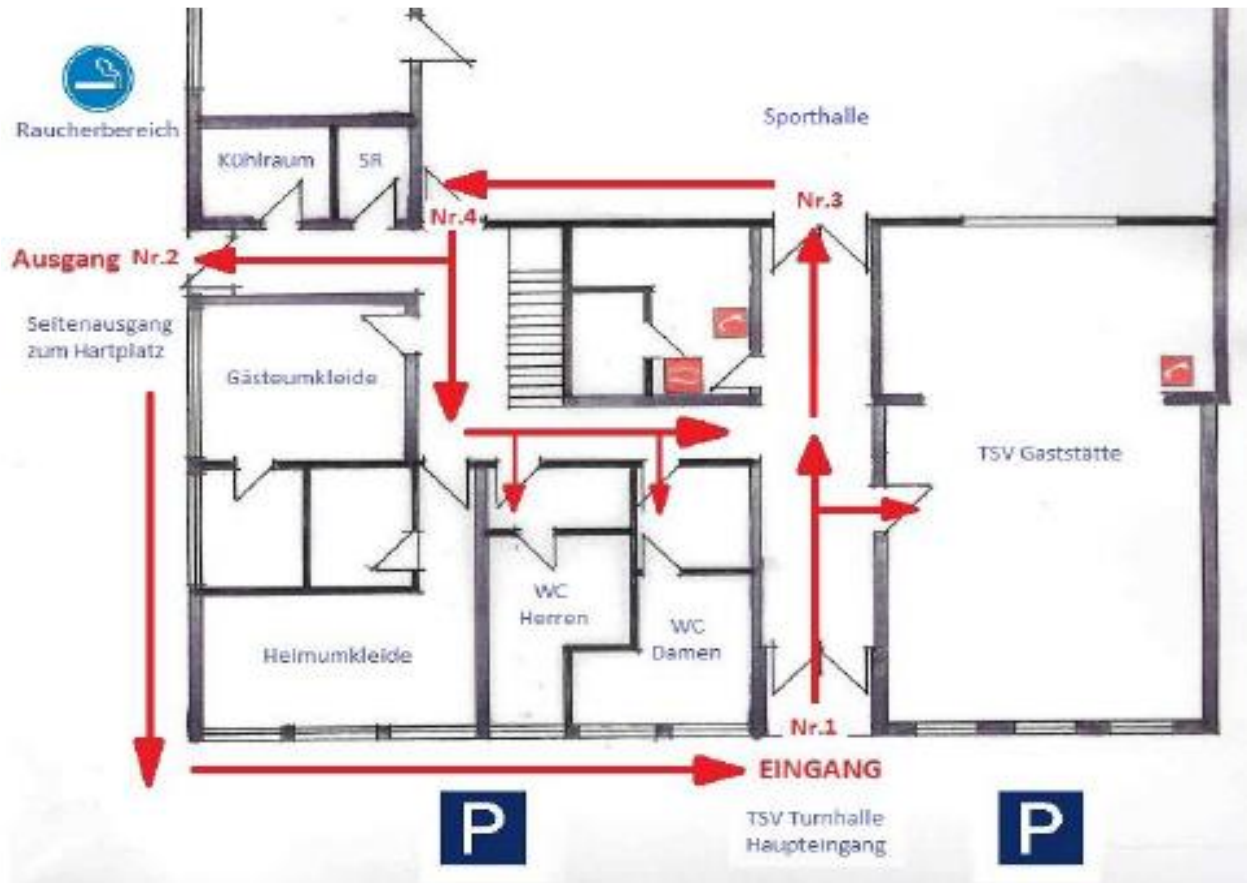 Raucherbereich
Sporthalle
Kühlraum
SR
Nr.3
Nr.4
Ausgang Nr.2
Seitenausgang
zum Hartplatz
Gästeumkleide
TSV Gaststätte
WC
Herren
WC
Damen
Heimumkleide
Nr.1
EINGANG
P
P
TSV Turnhalle
Haupteingang